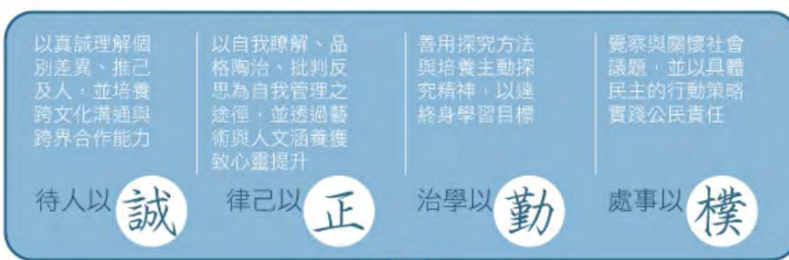 以真誠理解個
別差異、推己
及人，並培養
跨文化溝通與
跨界合作能力
待人以誠
以自我瞭解、品
格陶治、批判反
思為自我管理之
途徑，並透過藝
術與人文涵養獲
致心靈提升
律己以正
善用探究方法
與培養主動探
究精神，以達
終身學習目標
治學以勤
覺察與關懷社會
議題，並以具體
民主的行動策略
實踐公民責任
處事以樸